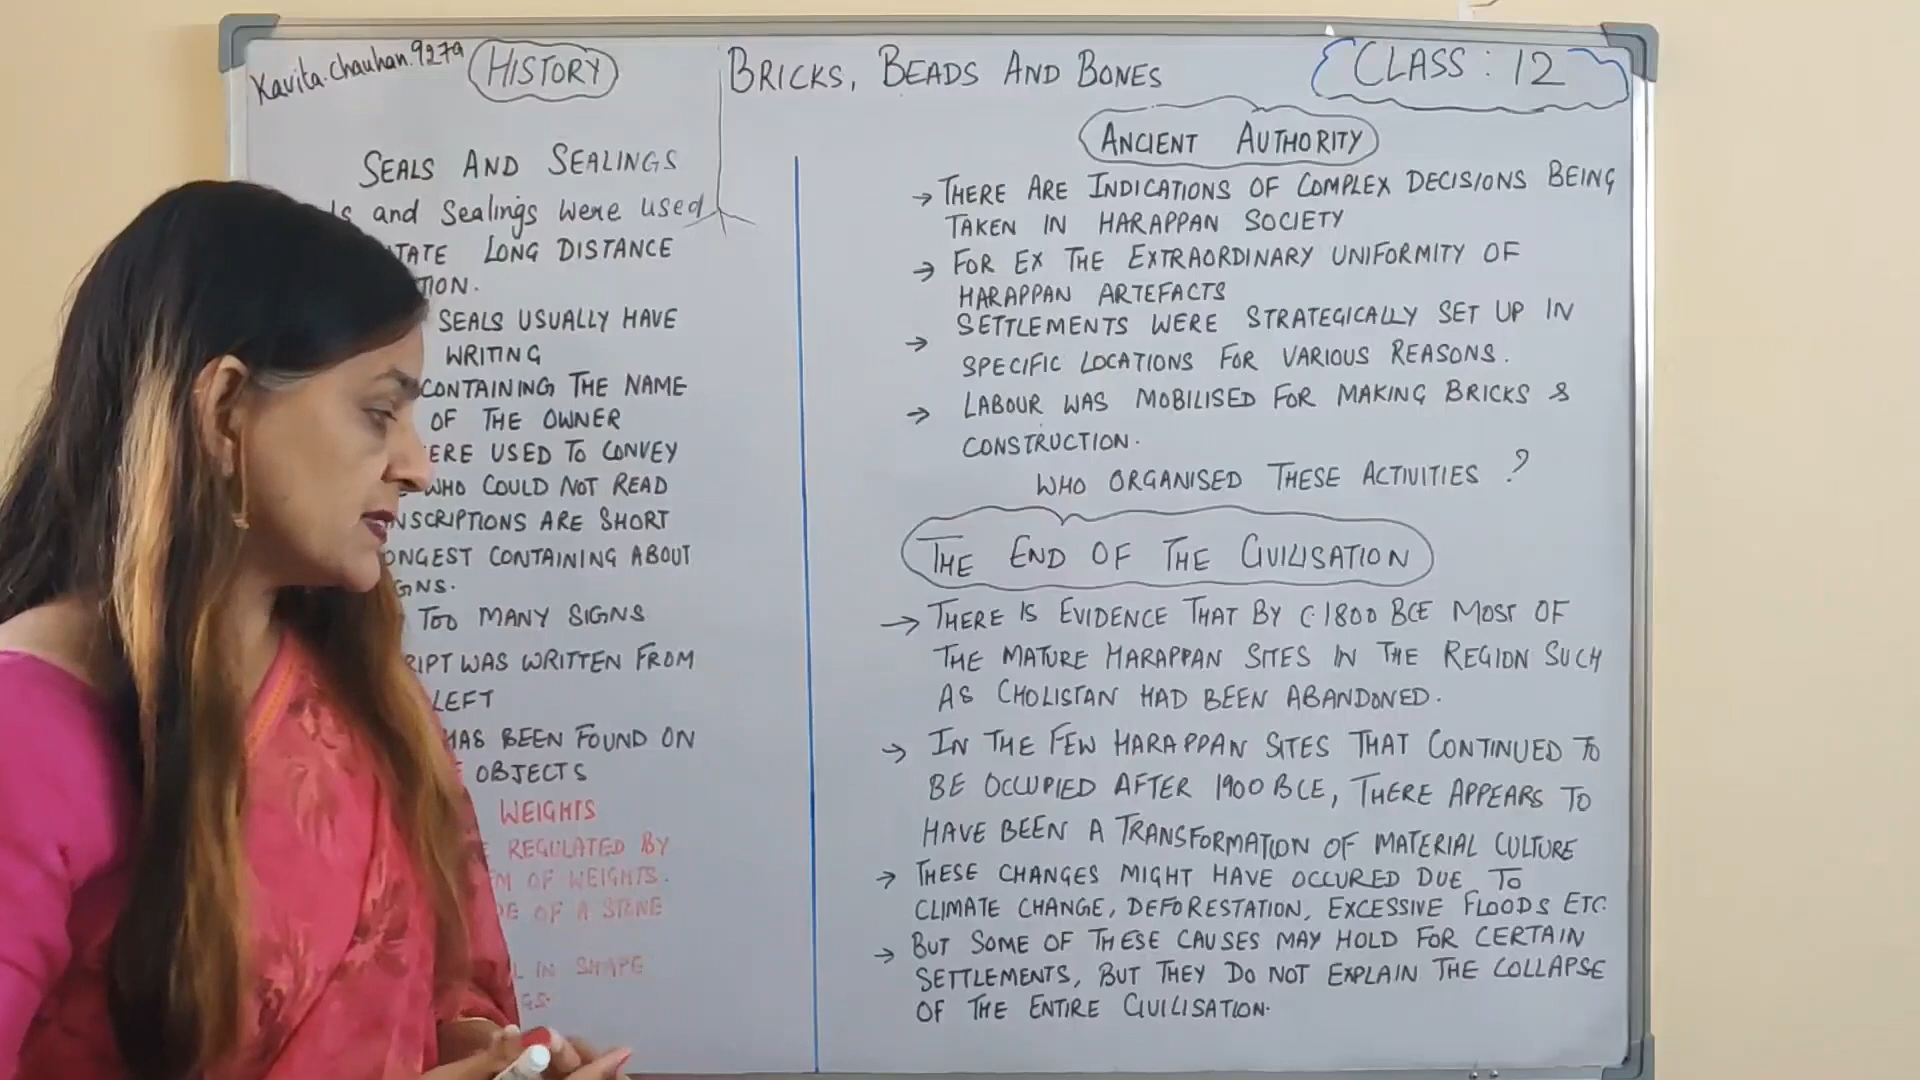 Kavita.chauhan.9279
HISTORY
BRICKS, BEADS AND BONES
CLASS : 12
SEALS AND SEALINGS
and Sealings were used
LONG DISTANCE
SEALS USUALLY HAVE
WRITING
CONTAINING THE NAME
OF THE OWNER
USED TO CONVEY
WHO COULD NOT READ
ARE SHORT
CONTAINING ABOUT
TOO MANY SIGNS
WAS WRITTEN FROM
LEFT
HAS BEEN FOUND ON
OBJECTS
WEIGHTS
REGULATED BY
OF WEIGHTS.
OF A STONE
IN SHAPE
ANCIENT AUTHORITY
→ THERE ARE INDICATIONS OF COMPLEX DECISIONS BEING
TAKEN IN HARAPPAN SOCIETY
→ FOR EX THE EXTRAORDINARY UNIFORMITY OF
HARAPPAN ARTEFACTS
→ SETTLEMENTS WERE STRATEGICALLY SET UP IN
SPECIFIC LOCATIONS FOR VARIOUS REASONS.
→ LABOUR WAS MOBILISED FOR MAKING BRICKS &
CONSTRUCTION.
WHO ORGANISED THESE ACTIVITIES ?
THE END OF THE CIVILISATION
→ THERE IS EVIDENCE THAT BY C.1800 BCE MOST OF
THE MATURE HARAPPAN SITES IN THE REGION SUCH
AS CHOLISTAN HAD BEEN ABANDONED.
→ IN THE FEW HARAPPAN SITES THAT CONTINUED TO
BE OCCUPIED AFTER 1900 BCE, THERE APPEARS TO
HAVE BEEN A TRANSFORMATION OF MATERIAL CULTURE
→ THESE CHANGES MIGHT HAVE OCCURED DUE TO
CLIMATE CHANGE, DEFORESTATION, EXCESSIVE FLOODS ETC.
→ BUT SOME OF THESE CAUSES MAY HOLD FOR CERTAIN
SETTLEMENTS, BUT THEY DO NOT EXPLAIN THE COLLAPSE
OF THE ENTIRE CIVILISATION.